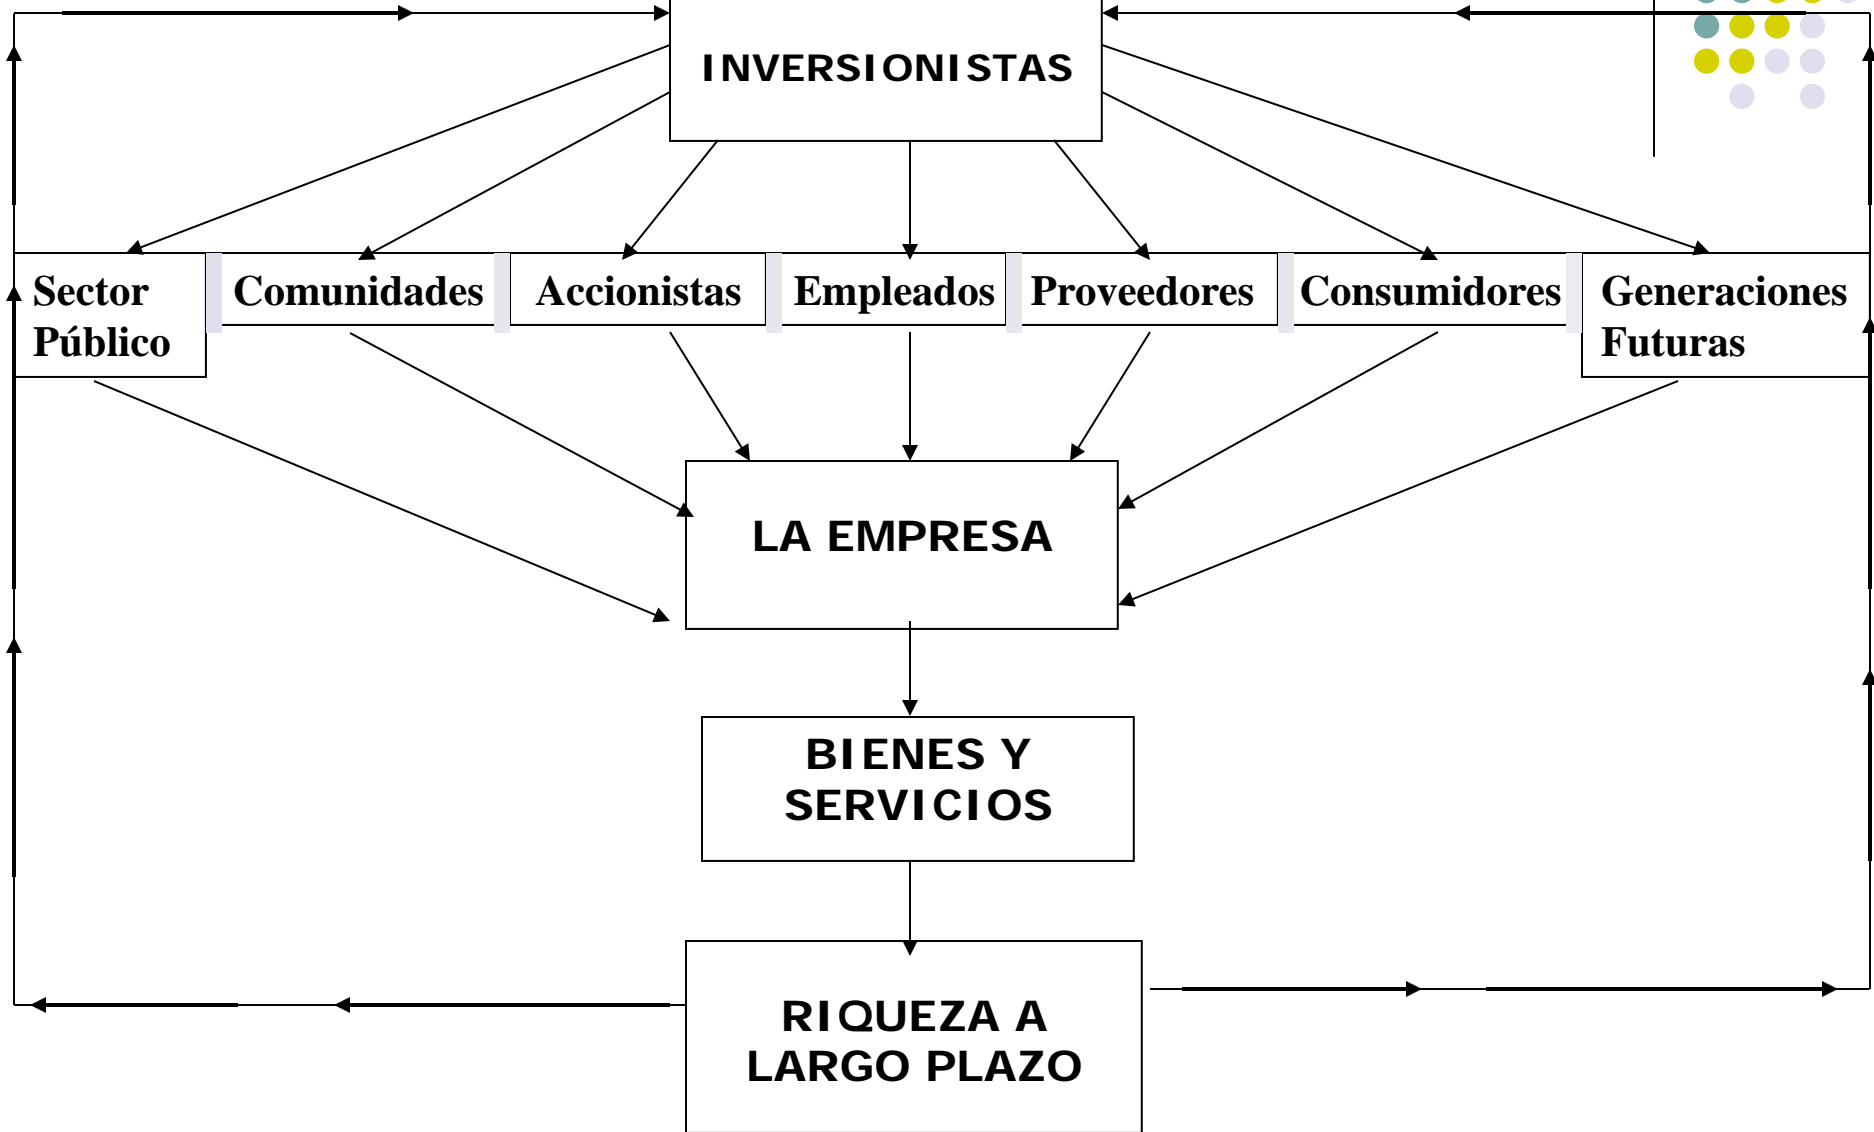 INVERSIONISTAS
Sector
Público
Comunidades
Accionistas
Empleados
Proveedores
Consumidores
Generaciones
Futuras
LA EMPRESA
BIENES Y
SERVICIOS
RIQUEZA A
LARGO PLAZO